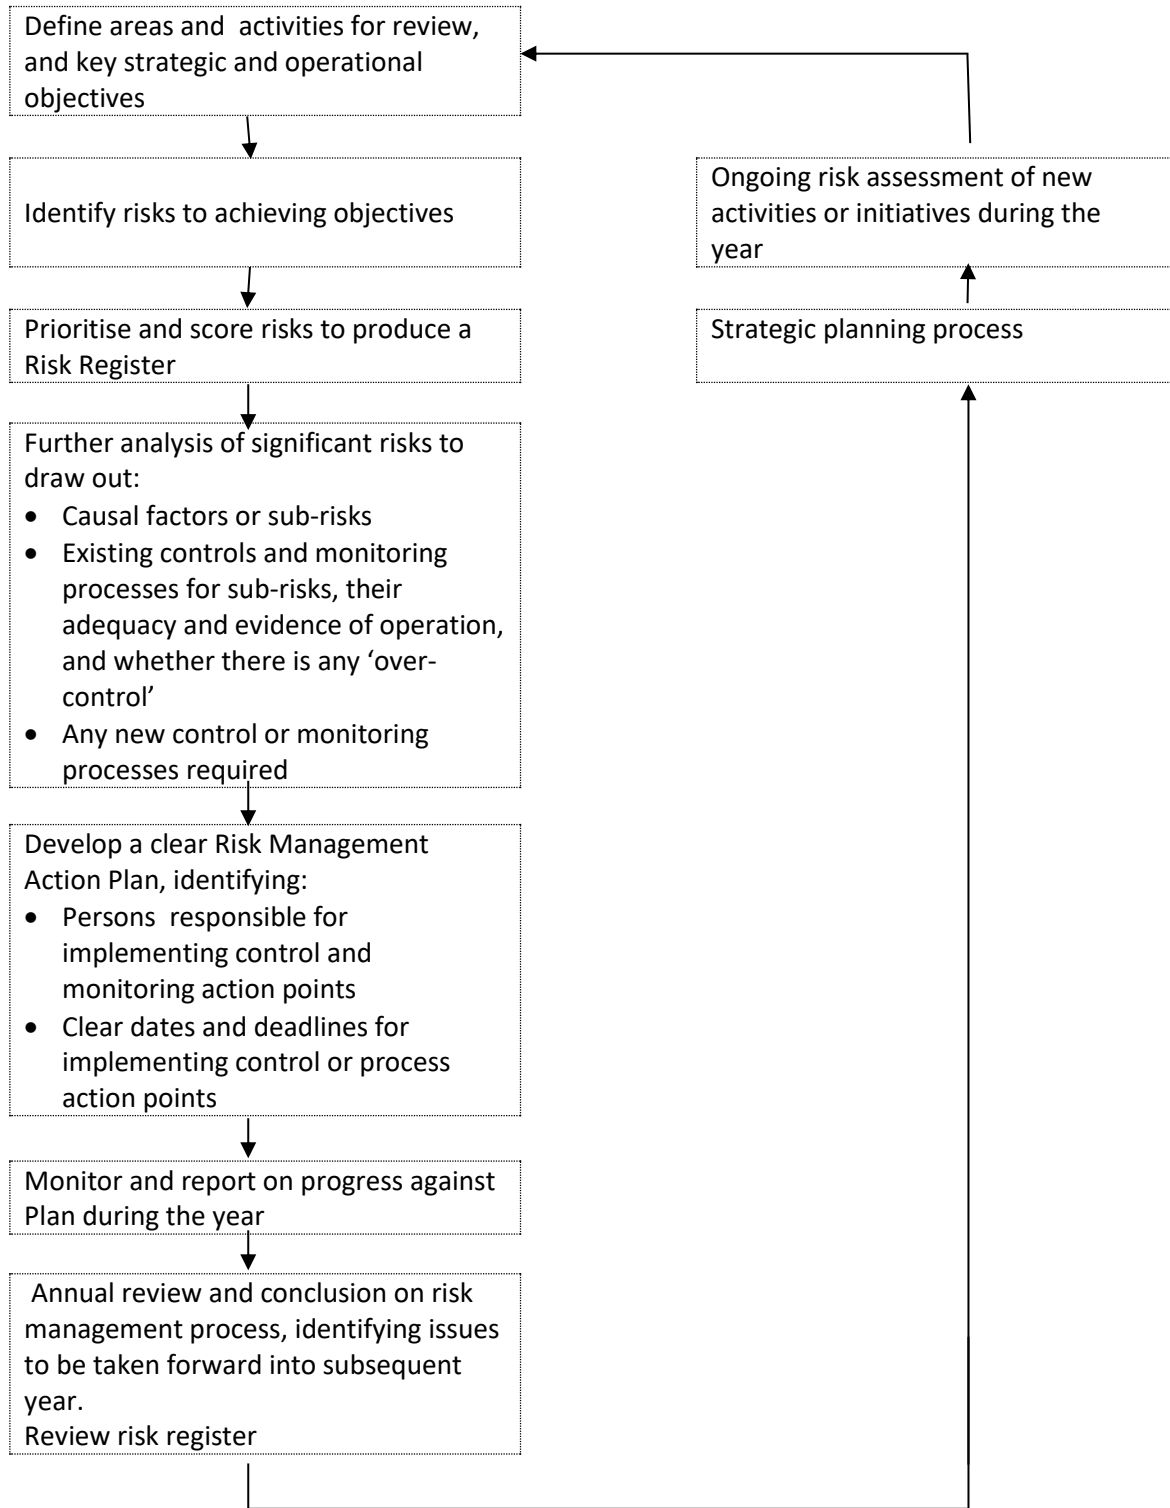 Define areas and  activities for review,
and key strategic and operational
objectives
Identify risks to achieving objectives
Prioritise and score risks to produce a
Risk Register
Further analysis of significant risks to
draw out:
• Causal factors or sub-risks
• Existing controls and monitoring
processes for sub-risks, their
adequacy and evidence of operation,
and whether there is any ‘over-
control’
• Any new control or monitoring
processes required
Develop a clear Risk Management
Action Plan, identifying:
• Persons  responsible for
implementing control and
monitoring action points
• Clear dates and deadlines for
implementing control or process
action points
Monitor and report on progress against
Plan during the year
Annual review and conclusion on risk
management process, identifying issues
to be taken forward into subsequent
year.
Review risk register
Ongoing risk assessment of new
activities or initiatives during the
year
Strategic planning process